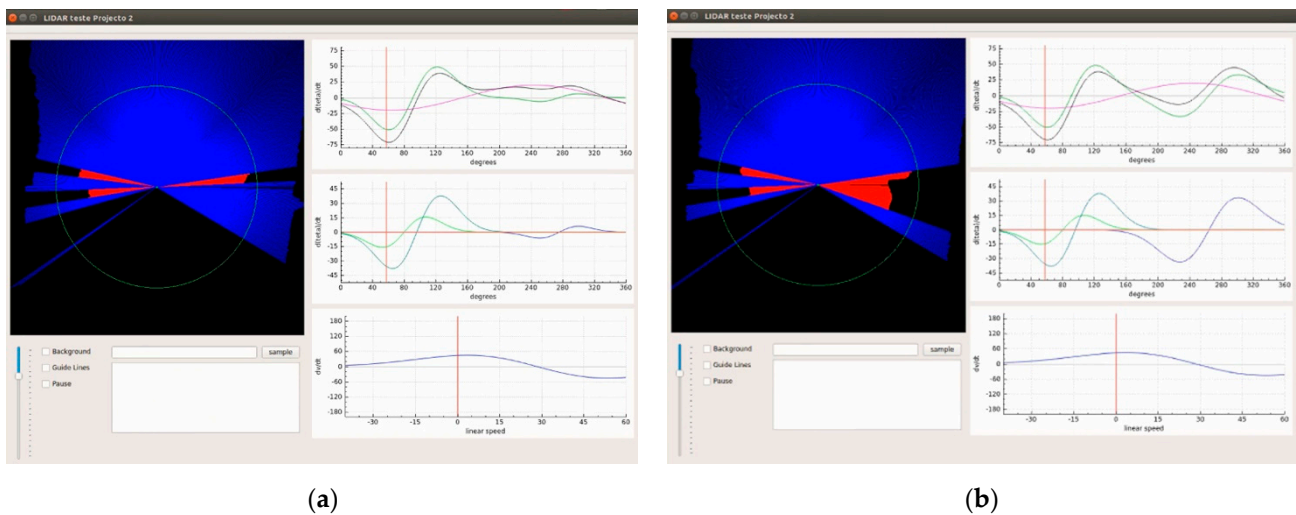 LIDAR teste Projecto 2
75
50
25
0
-25
-50
-75
d(teta)/dt
0 40 80 120 160 200 240 280 320 360
degrees
45
30
15
0
-15
-30
-45
d(teta)/dt
0 40 80 120 160 200 240 280 320 360
degrees
180
120
60
0
-60
-120
-180
dv/dt
-30 -15 0 15 30 45 60
linear speed
Background
sample
Guide Lines
Pause
(a)
LIDAR teste Projecto 2
75
50
25
0
-25
-50
-75
d(teta)/dt
0 40 80 120 160 200 240 280 320 360
degrees
45
30
15
0
-15
-30
-45
d(teta)/dt
0 40 80 120 160 200 240 280 320 360
degrees
180
120
60
0
-60
-120
-180
dv/dt
-30 -15 0 15 30 45 60
linear speed
Background
sample
Guide Lines
Pause
(b)